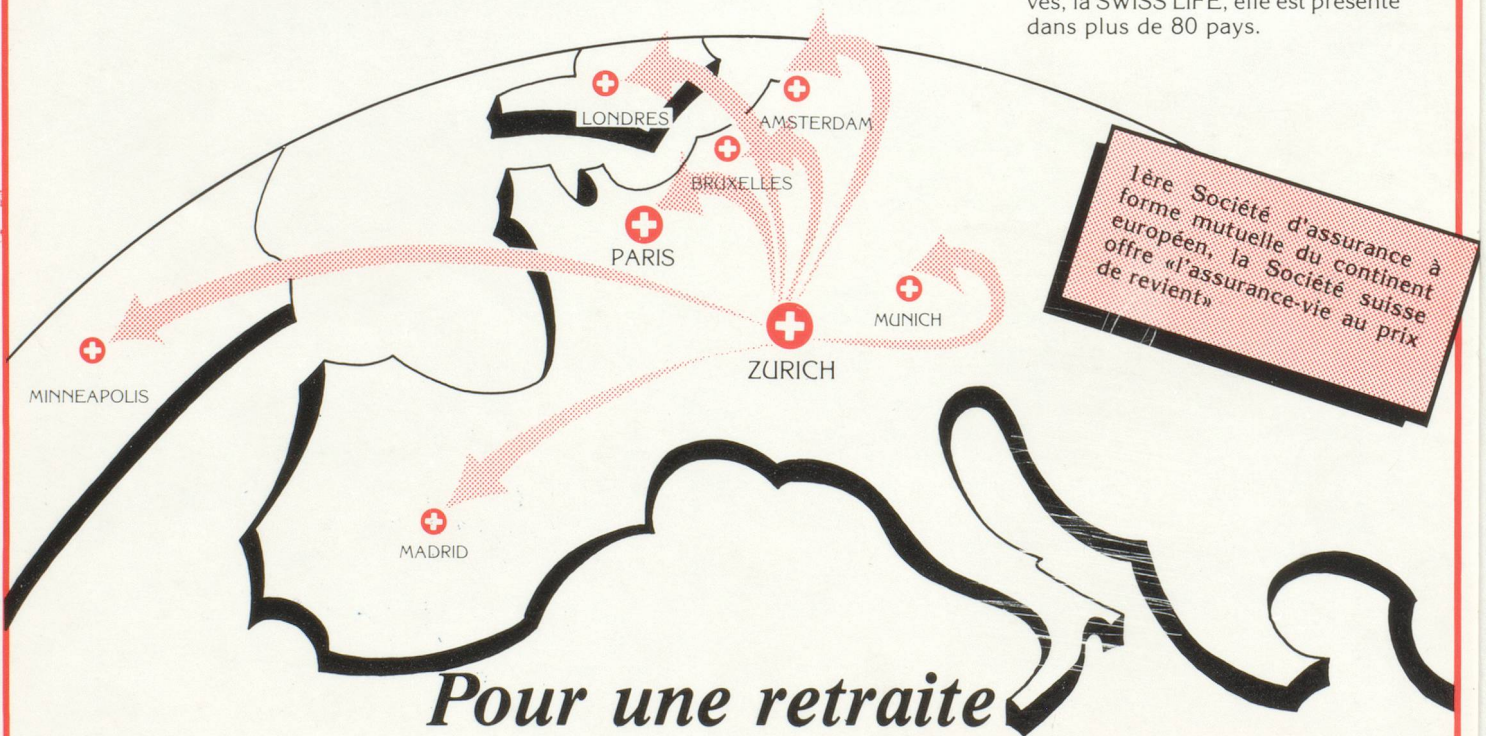 ves, la SWISS LIFE, elle est présente
dans plus de 80 pays.
LONDRES
AMSTERDAM
BRUXELLES
PARIS
MUNICH
ZURICH
MINNEAPOLIS
MADRID
1ère Société d'assurance à
forme mutuelle du continent
européen, la Société suisse
offre «l'assurance-vie au prix
de revient»
Pour une retraite